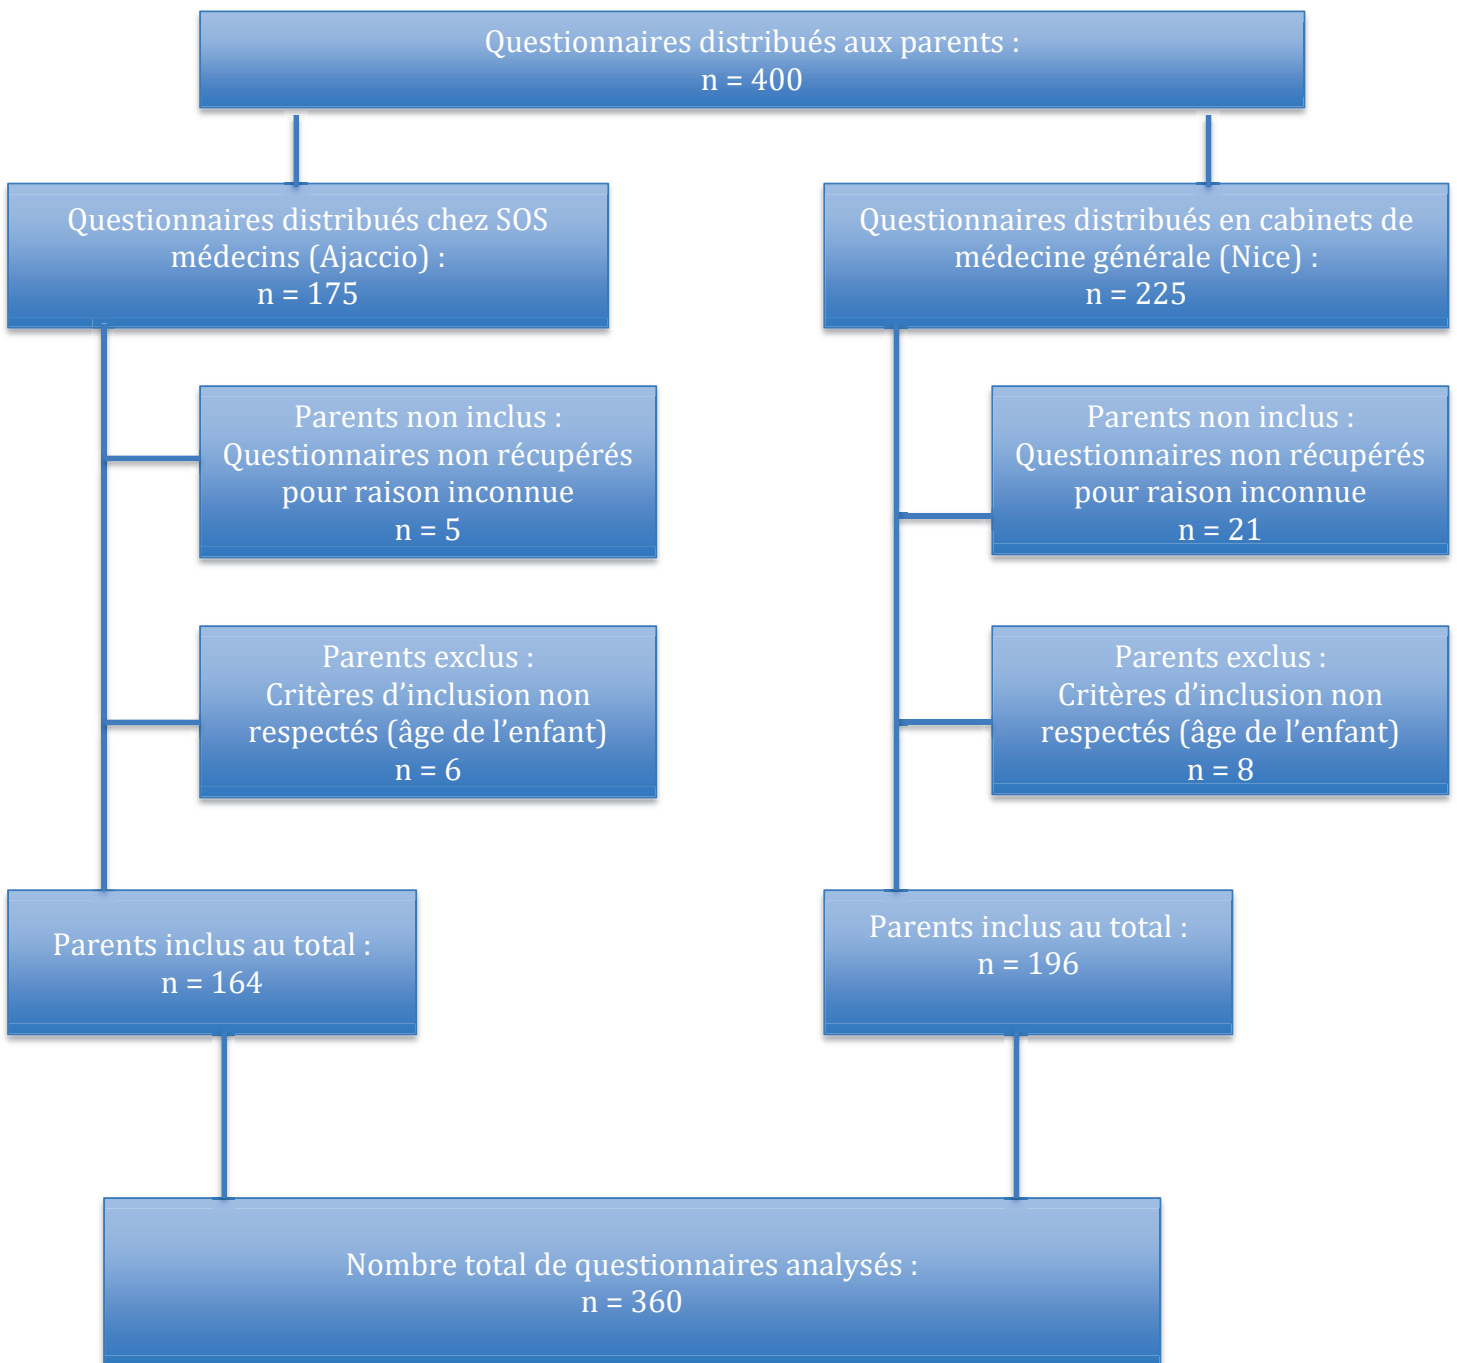 Questionnaires distribués aux parents :
n = 400
Questionnaires distribués chez SOS
médecins (Ajaccio) :
n = 175
Questionnaires distribués en cabinets de
médecine générale (Nice) :
n = 225
Parents non inclus :
Questionnaires non récupérés
pour raison inconnue
n = 5
Parents non inclus :
Questionnaires non récupérés
pour raison inconnue
n = 21
Parents exclus :
Critères d’inclusion non
respectés (âge de l’enfant)
n = 6
Parents exclus :
Critères d’inclusion non
respectés (âge de l’enfant)
n = 8
Parents inclus au total :
n = 164
Parents inclus au total :
n = 196
Nombre total de questionnaires analysés :
n = 360